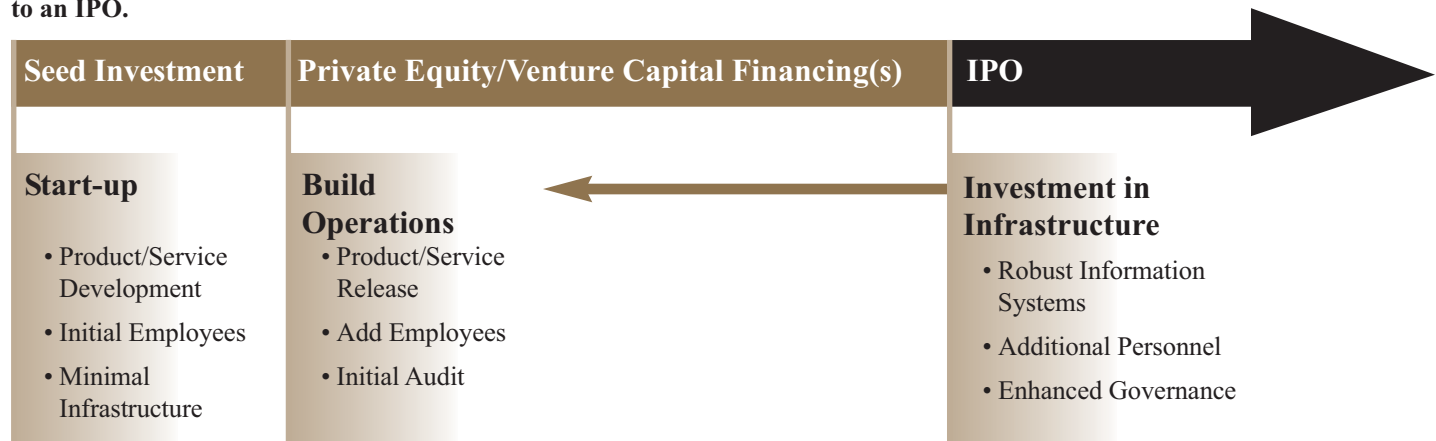 to an IPO.
Seed Investment
Private Equity/Venture Capital Financing(s)
IPO
Start-up
• Product/Service
Development
• Initial Employees
• Minimal
Infrastructure
Build
Operations
• Product/Service
Release
• Add Employees
• Initial Audit
Investment in
Infrastructure
• Robust Information
Systems
• Additional Personnel
• Enhanced Governance